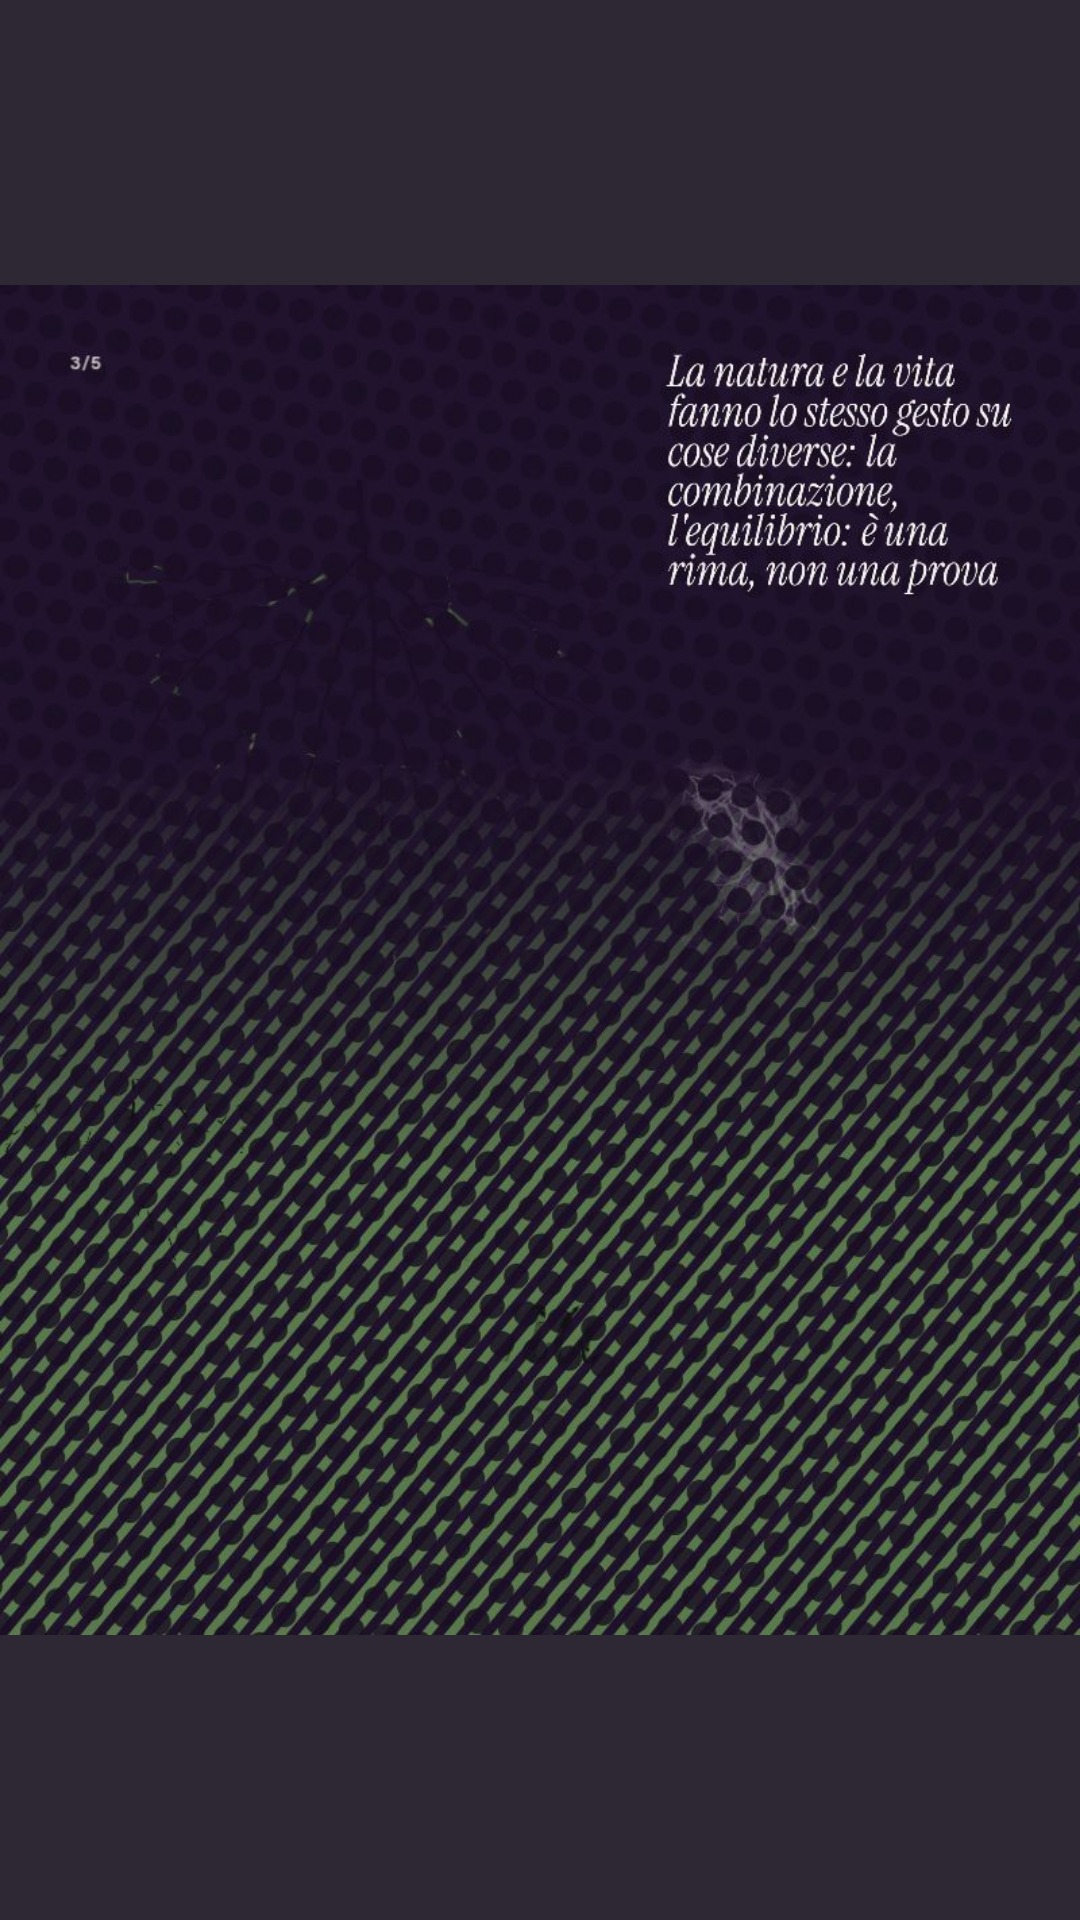 3/5
La natura e la vita
fanno lo stesso gesto su
cose diverse: la
combinazione,
l'equilibrio: è una
rima, non una prova